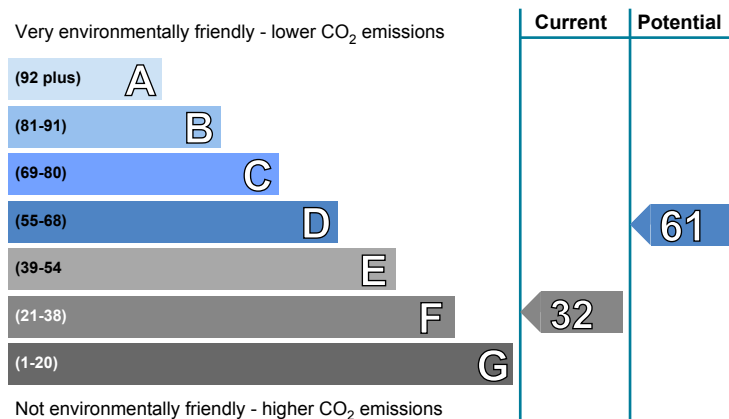 Current Potential
Very environmentally friendly - lower CO2 emissions
(92 plus) A
(81-91) B
(69-80) C
(55-68) D 61
(39-54 E
(21-38) F 32
(1-20) G
Not environmentally friendly - higher CO2 emissions